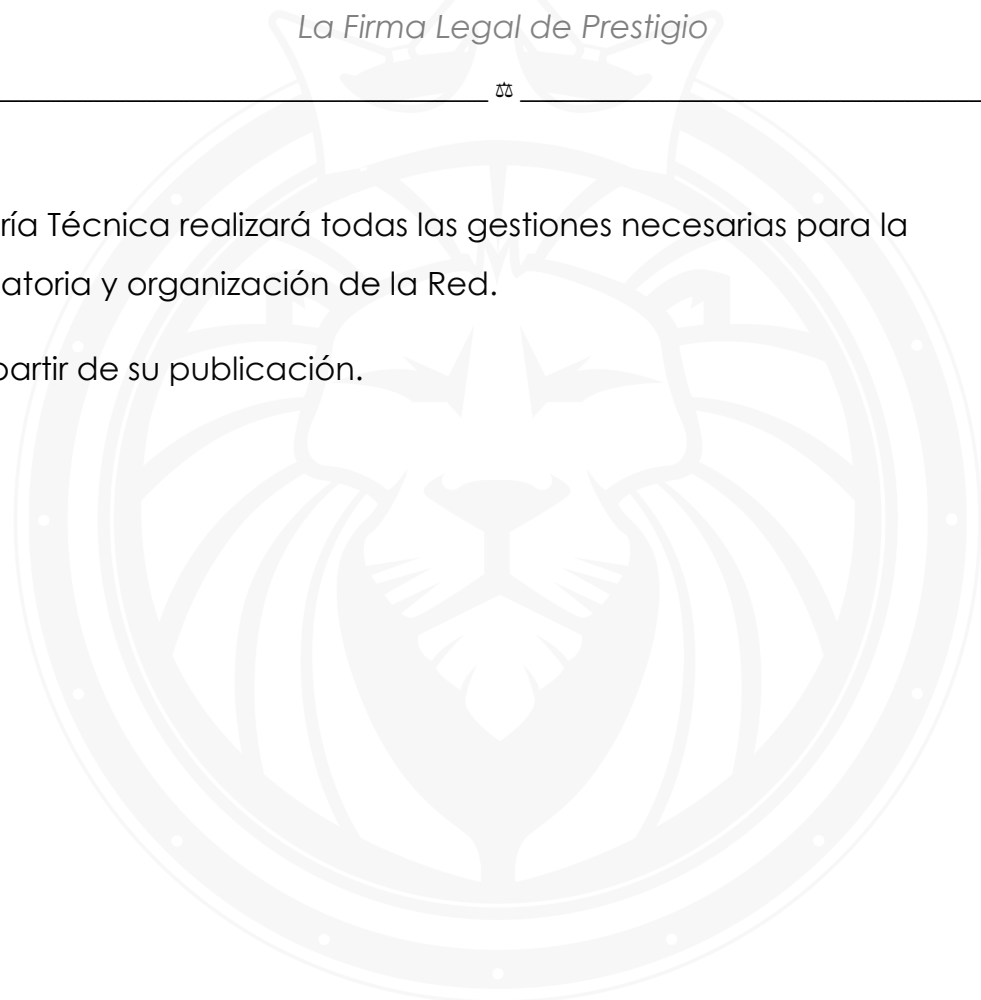 La Firma Legal de Prestigio
⚖
ría Técnica realizará todas las gestiones necesarias para la
atoria y organización de la Red.
partir de su publicación.